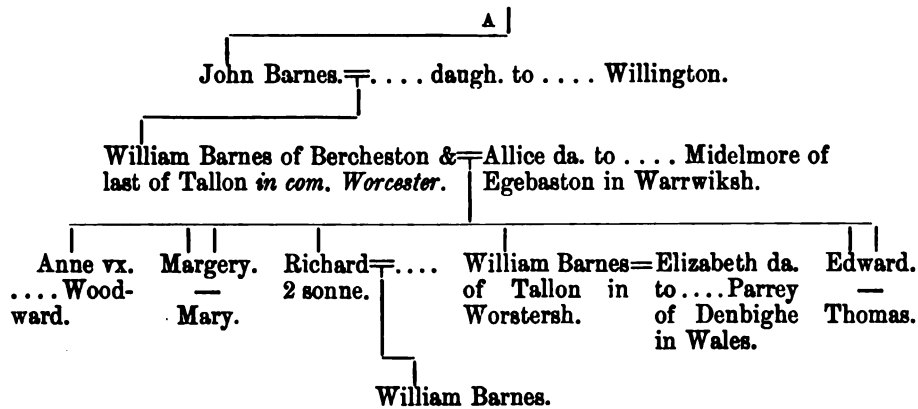 A
John Barnes.=. . . . daugh. to . . . . Willington.
William Barnes of Bercheston &=Allice da. to . . . . Midelmore of
last of Tallon in com. Worcester. Egebaston in Warrwiksh.
Anne vx.
. . . . Wood-
ward.
Margery.
—
Mary.
Richard=. . . .
2 sonne.
William Barnes=Elizabeth da.
of Tallon in to . . . . Parrey
Worstersh. of Denbighe
in Wales.
Edward.
—
Thomas.
William Barnes.